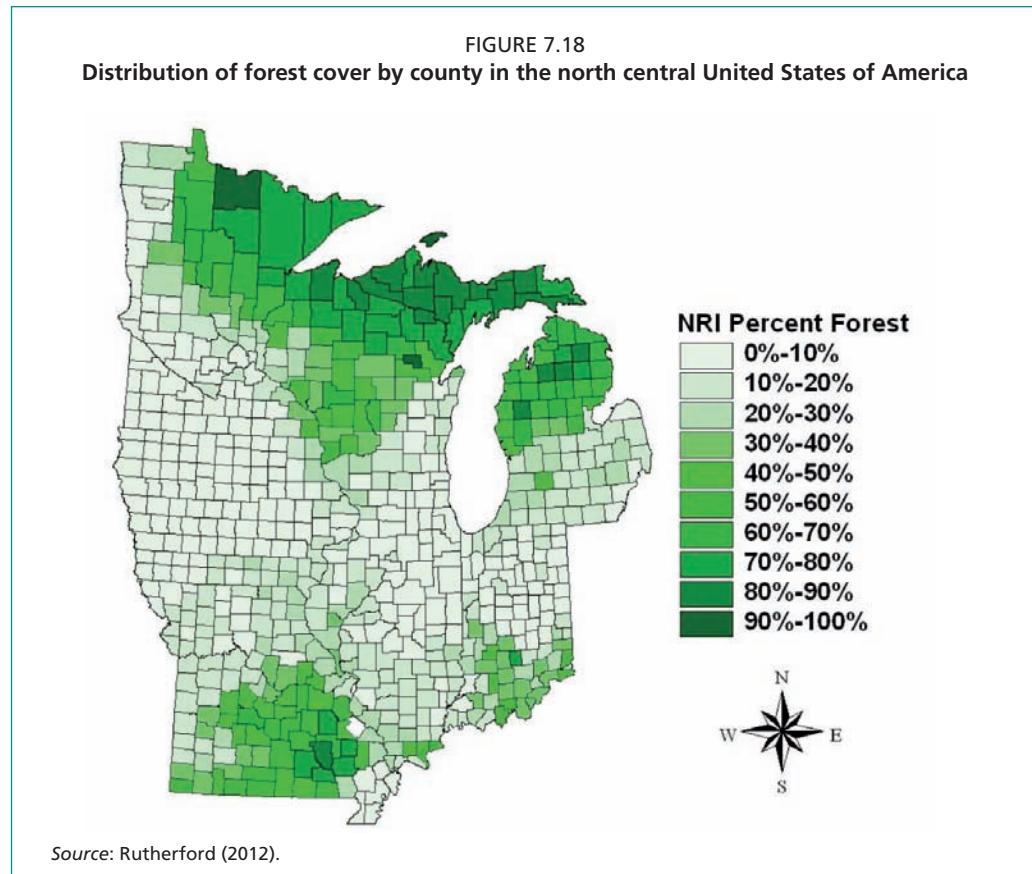 FIGURE 7.18
Distribution of forest cover by county in the north central United States of America
NRI Percent Forest
0%-10%
10%-20%
20%-30%
30%-40%
40%-50%
50%-60%
60%-70%
70%-80%
80%-90%
90%-100%
N
W E
S
Source: Rutherford (2012).